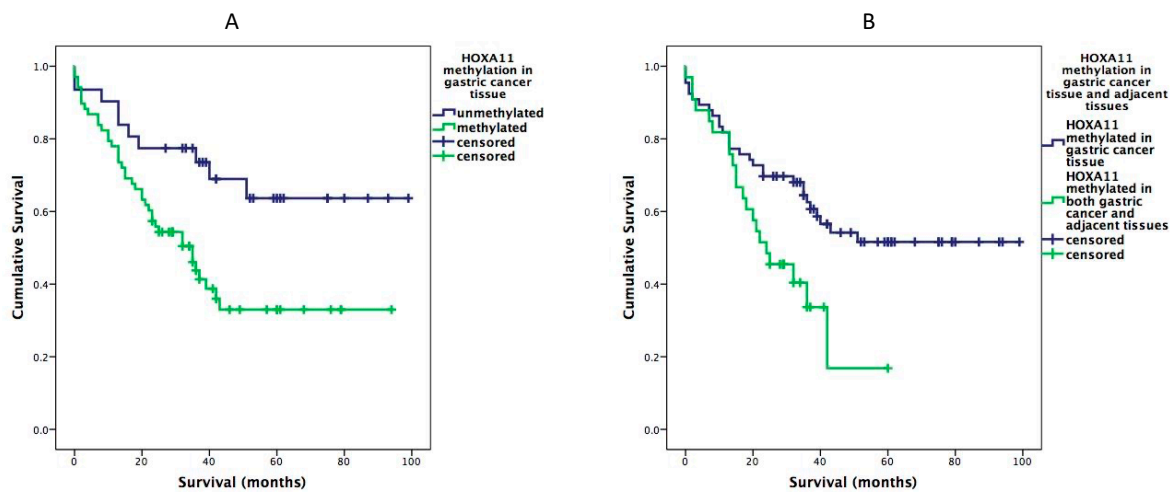 A
1.0
0.8
0.6
0.4
0.2
0.0
Cumulative Survival
0
20
40
60
80
100
Survival (months)
HOXA11
methylation in
gastric cancer
tissue
unmethylated
methylated
censored
censored
B
1.0
0.8
0.6
0.4
0.2
0.0
Cumulative Survival
0
20
40
60
80
100
Survival (months)
HOXA11
methylation in
gastric cancer
tissue and adjacent
tissues
HOXA11
methylated in
gastric cancer
tissue
HOXA11
methylated in
both gastric
cancer and
adjacent tissues
censored
censored